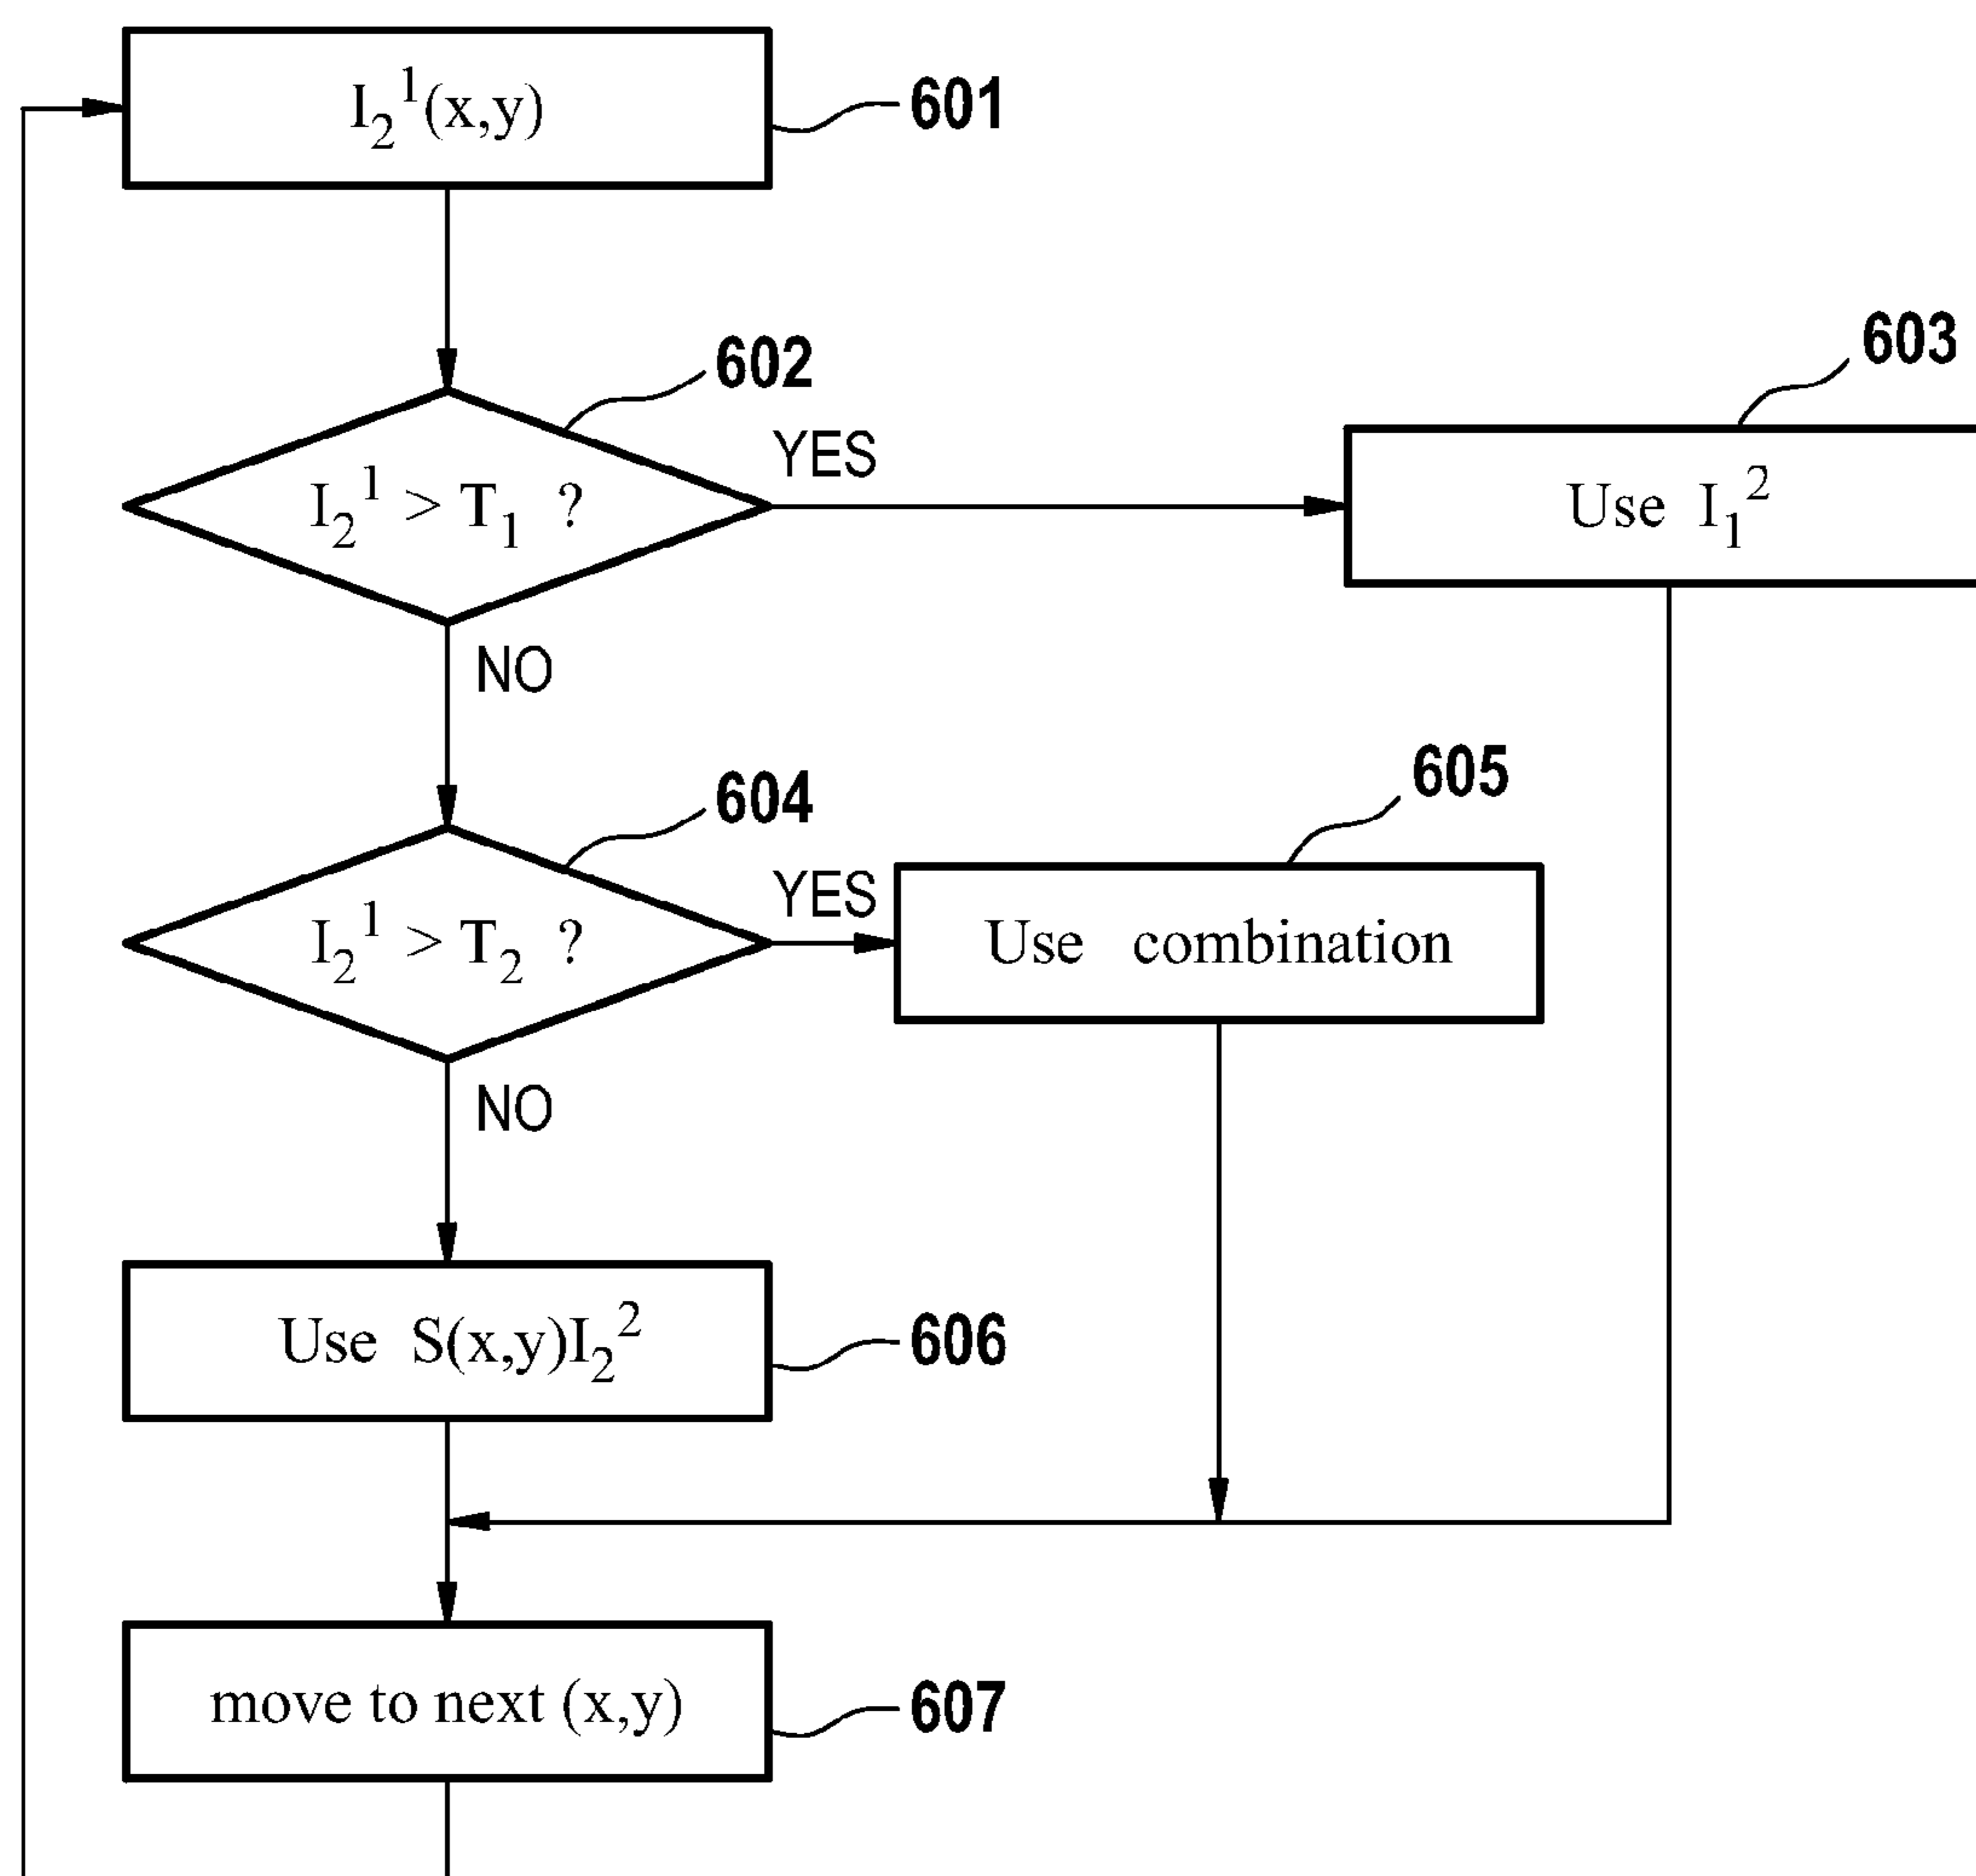 I₂¹(x,y)
601
602
603
YES
I₂¹ > T₁ ?
Use I₁²
NO
604
605
YES
I₂¹ > T₂ ?
Use combination
NO
Use S(x,y)I₂²
606
move to next (x,y)
607